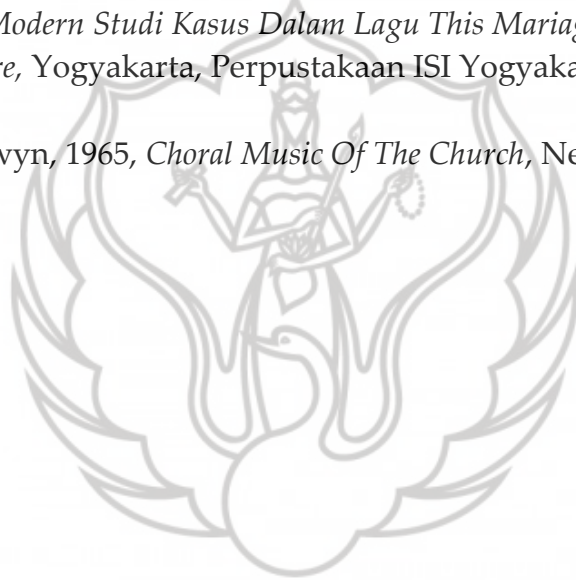 Modern Studi Kasus Dalam Lagu This Mariag
re, Yogyakarta, Perpustakaan ISI Yogyaka
wyn, 1965, Choral Music Of The Church, Ne